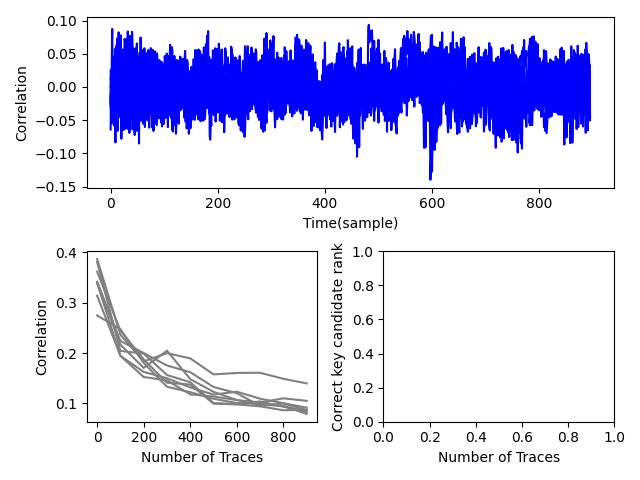 0.10
0.05
0.00
−0.05
−0.10
−0.15
Correlation
0 200 400 600 800
Time(sample)
0.4
0.3
0.2
0.1
Correlation
0 200 400 600 800
Number of Traces
1.0
0.8
0.6
0.4
0.2
0.0
Correct key candidate rank
0.0 0.2 0.4 0.6 0.8 1.0
Number of Traces